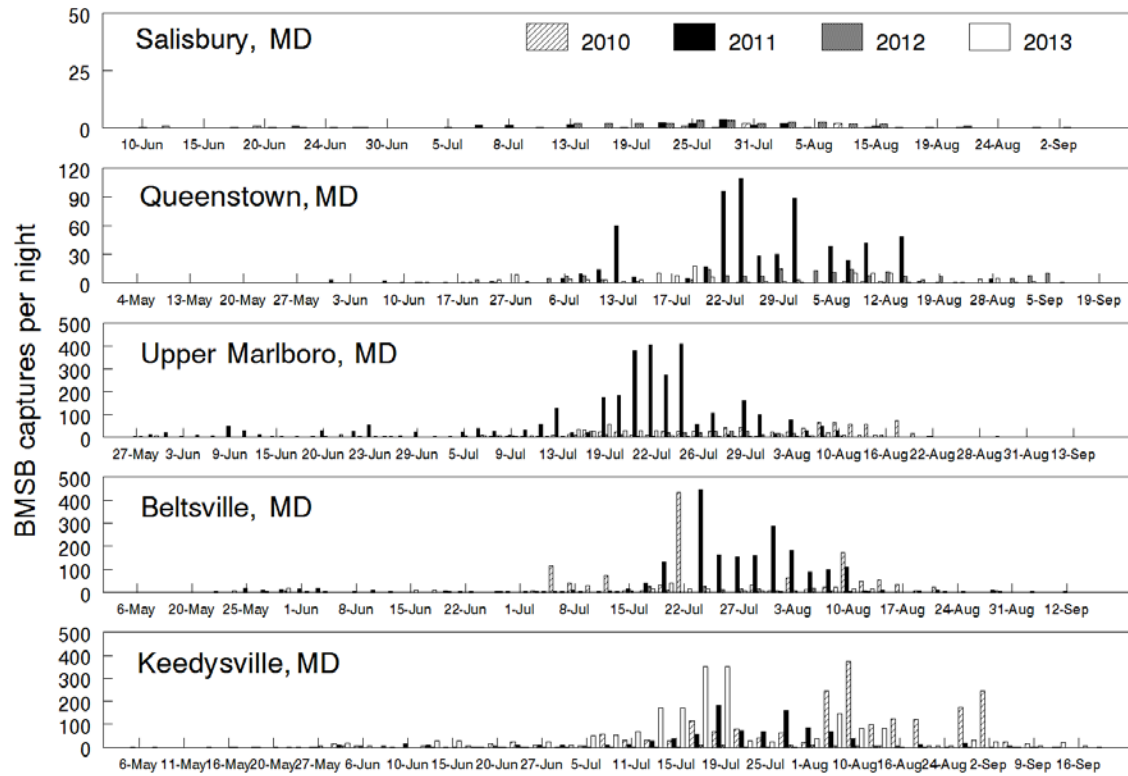 BMSB captures per night
Salisbury, MD
2010 2011 2012 2013
50
25
0
10-Jun 15-Jun 20-Jun 24-Jun 30-Jun 5-Jul 8-Jul 13-Jul 19-Jul 25-Jul 31-Jul 5-Aug 15-Aug 19-Aug 24-Aug 2-Sep
Queenstown, MD
120
90
60
30
0
4-May 13-May 20-May 27-May 3-Jun 10-Jun 17-Jun 27-Jun 6-Jul 13-Jul 17-Jul 22-Jul 29-Jul 5-Aug 12-Aug 19-Aug 28-Aug 5-Sep 19-Sep
Upper Marlboro, MD
500
400
300
200
100
0
27-May 3-Jun 9-Jun 15-Jun 20-Jun 24-Jun 29-Jun 5-Jul 9-Jul 13-Jul 19-Jul 22-Jul 26-Jul 29-Jul 3-Aug 10-Aug 16-Aug 22-Aug 28-Aug 31-Aug 13-Sep
Beltsville, MD
500
400
300
200
100
0
6-May 20-May 25-May 1-Jun 8-Jun 15-Jun 22-Jun 1-Jul 8-Jul 15-Jul 22-Jul 27-Jul 3-Aug 10-Aug 17-Aug 24-Aug 31-Aug 12-Sep
Keedysville, MD
500
400
300
200
100
0
6-May 11-May 16-May 20-May 27-May 6-Jun 10-Jun 15-Jun 20-Jun 28-Jun 5-Jul 11-Jul 15-Jul 19-Jul 25-Jul 1-Aug 10-Aug 16-Aug 24-Aug 2-Sep 9-Sep 16-Sep